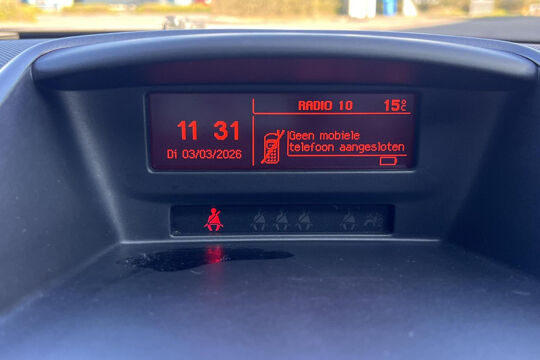 RADIO 10 15°C
11 31
Di 03/03/2026
Geen mobiele
telefoon aangesloten